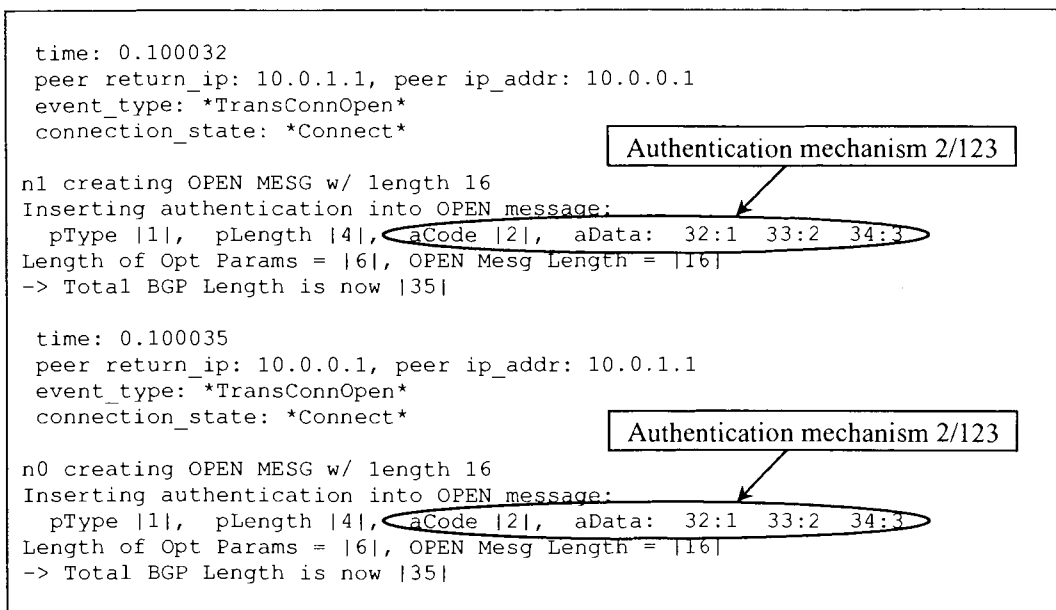 time: 0.100032
peer return_ip: 10.0.1.1, peer ip_addr: 10.0.0.1
event_type: *TransConnOpen*
connection_state: *Connect*
Authentication mechanism 2/123
n1 creating OPEN MESG w/ length 16
Inserting authentication into OPEN message:
pType |1|, pLength |4|, aCode |2|, aData: 32:1 33:2 34:3
Length of Opt Params = |6|, OPEN Mesg Length = |16|
-> Total BGP Length is now |35|
time: 0.100035
peer return_ip: 10.0.0.1, peer ip_addr: 10.0.1.1
event_type: *TransConnOpen*
connection_state: *Connect*
Authentication mechanism 2/123
n0 creating OPEN MESG w/ length 16
Inserting authentication into OPEN message:
pType |1|, pLength |4|, aCode |2|, aData: 32:1 33:2 34:3
Length of Opt Params = |6|, OPEN Mesg Length = |16|
-> Total BGP Length is now |35|